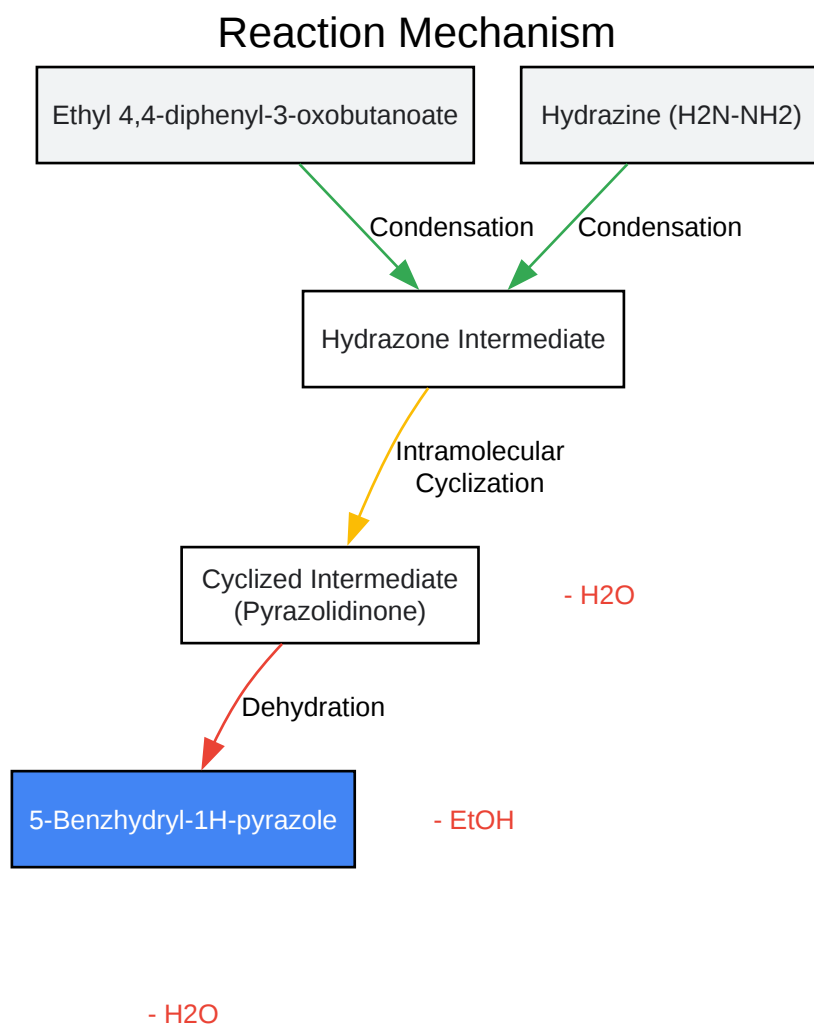 Reaction Mechanism
Ethyl 4,4-diphenyl-3-oxobutanoate
Hydrazine (H2N-NH2)
Condensation
Condensation
Hydrazone Intermediate
Intramolecular
Cyclization
Cyclized Intermediate
(Pyrazolidinone)
- H2O
Dehydration
5-Benzhydryl-1H-pyrazole
- EtOH
- H2O